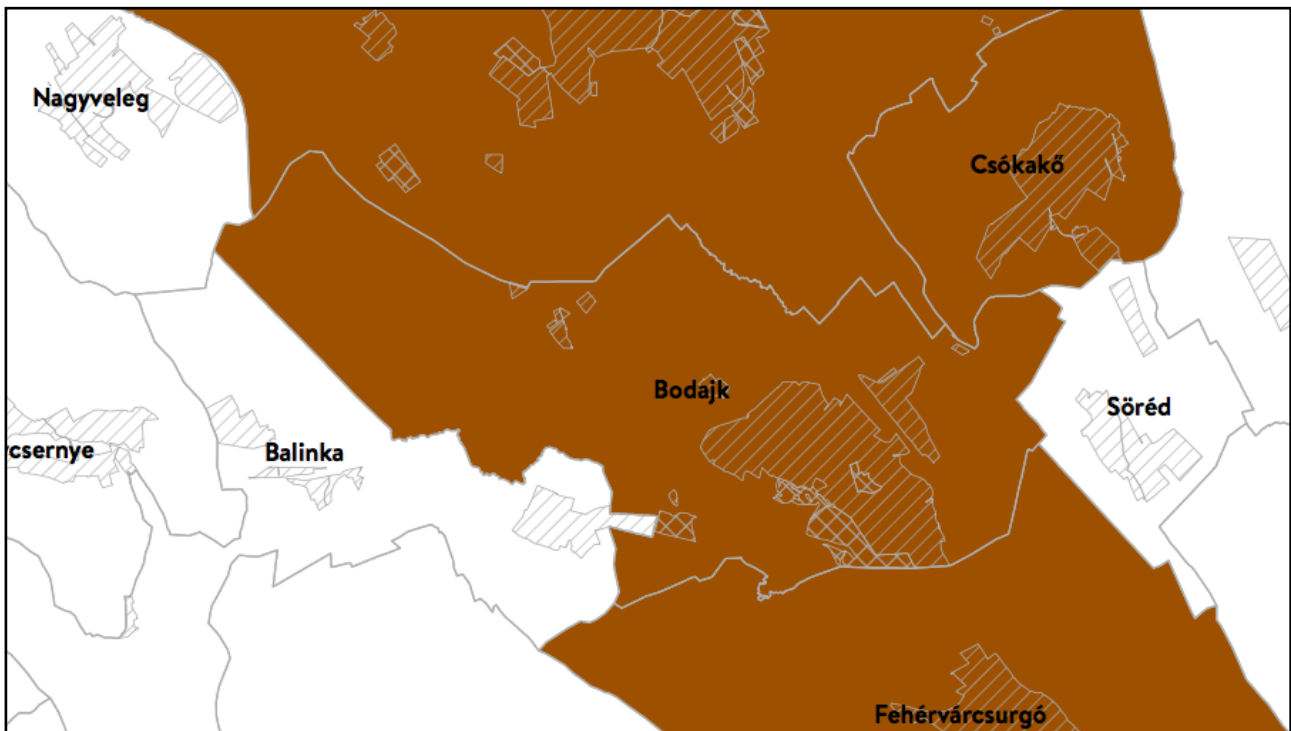 Nagyveleg
Csókakő
Bodajk
Söréd
rcsernye
Balinka
Fehérvárcsurgó